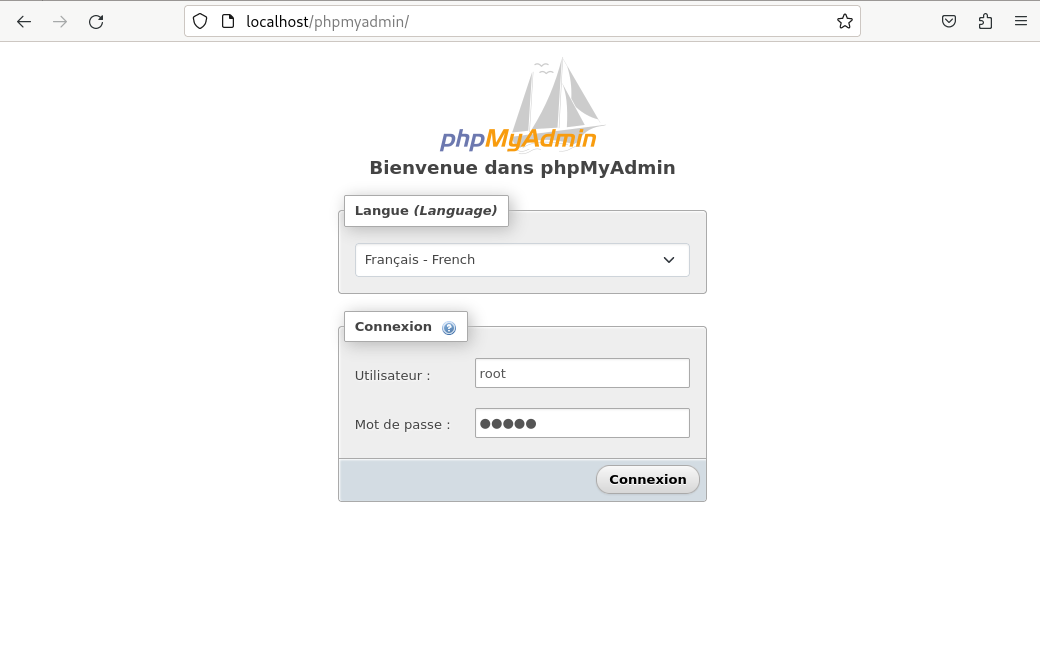 localhost/phpmyadmin/
phpMyAdmin
Bienvenue dans phpMyAdmin
Langue (Language)
Français - French
Connexion
Utilisateur : root
Mot de passe : ●●●●●
Connexion